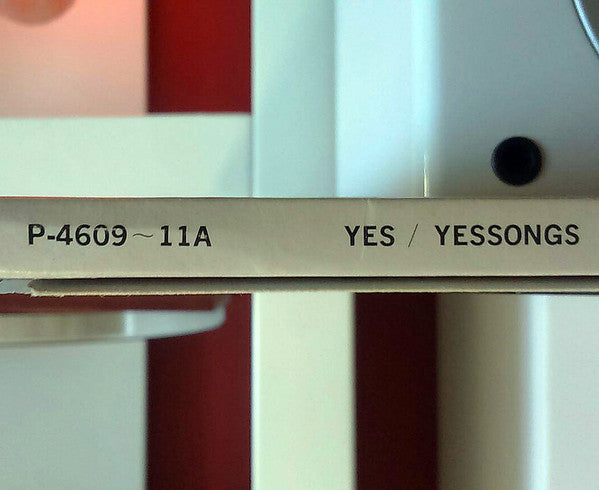 P-4609~11A YES / YESSONGS